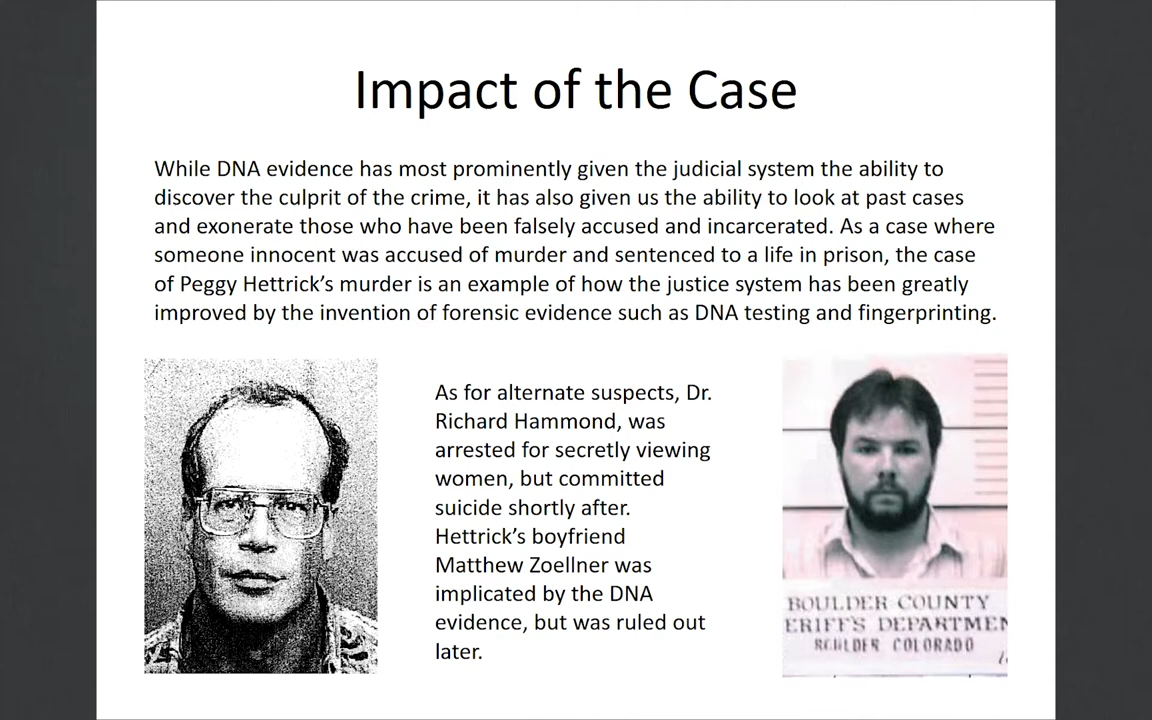 Impact of the Case
While DNA evidence has most prominently given the judicial system the ability to
discover the culprit of the crime, it has also given us the ability to look at past cases
and exonerate those who have been falsely accused and incarcerated. As a case where
someone innocent was accused of murder and sentenced to a life in prison, the case
of Peggy Hettrick’s murder is an example of how the justice system has been greatly
improved by the invention of forensic evidence such as DNA testing and fingerprinting.
As for alternate suspects, Dr.
Richard Hammond, was
arrested for secretly viewing
women, but committed
suicide shortly after.
Hettrick’s boyfriend
Matthew Zoellner was
implicated by the DNA
evidence, but was ruled out
later.
BOULDER COUNTY
ERIFF'S DEPARTMEN
BOULDER COLORADO